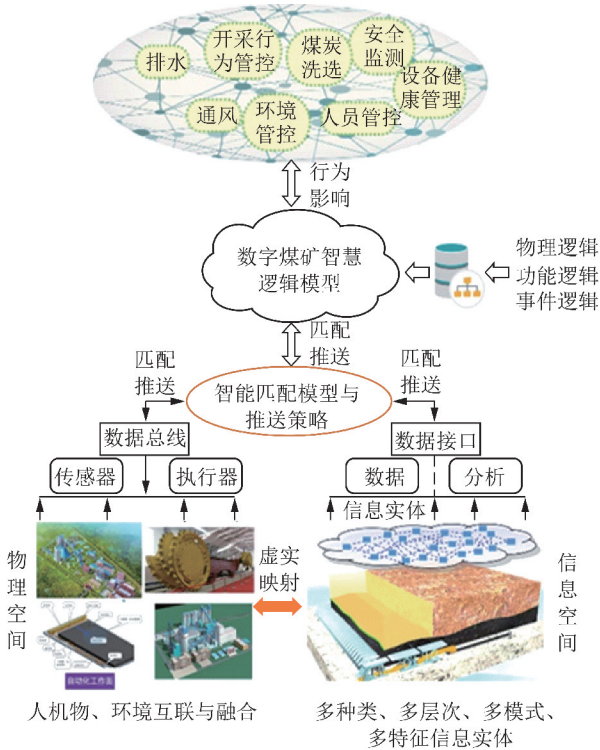 排水
开采行
为管控
煤炭
洗选
安全
监测
设备健
康管理
通风
环境
管控
人员管控
行为
影响
数字煤矿智慧
逻辑模型
物理逻辑
功能逻辑
事件逻辑
匹配
推送
匹配
推送
智能匹配模型与
推送策略
匹配
推送
数据总线
数据接口
传感器
执行器
数据
分析
信息实体
物理空间
虚实
映射
信息空间
自动化工作面
人机物、环境互联与融合
多种类、多层次、多模式、
多特征信息实体